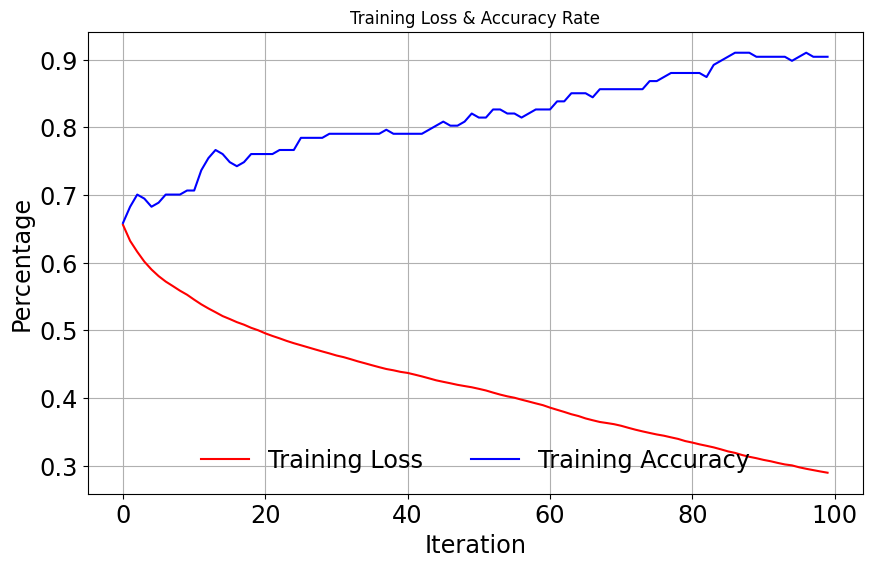 Training Loss & Accuracy Rate
Percentage
0.9
0.8
0.7
0.6
0.5
0.4
0.3
Training Loss Training Accuracy
0 20 40 60 80 100
Iteration